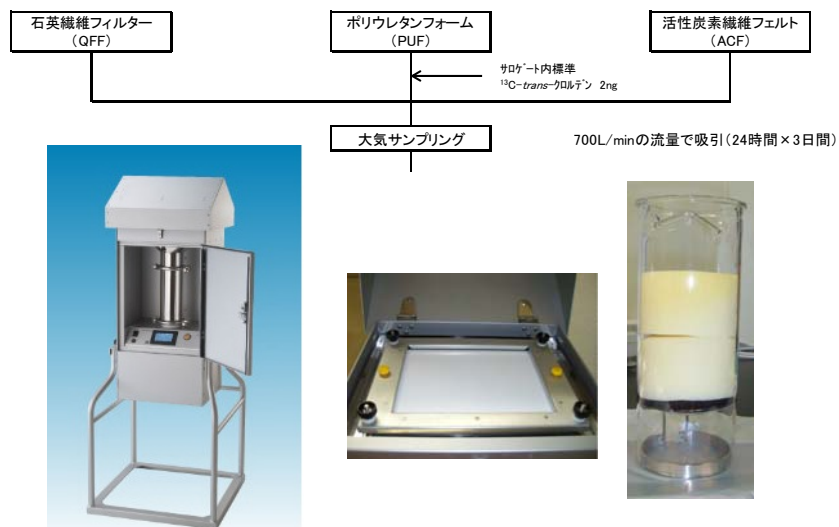 石英繊維フィルター
(QFF)
ポリウレタンフォーム
(PUF)
活性炭素繊維フェルト
(ACF)
サロゲート内標準
¹³C-trans-クロルデン 2ng
大気サンプリング
700L/minの流量で吸引(24時間×3日間)